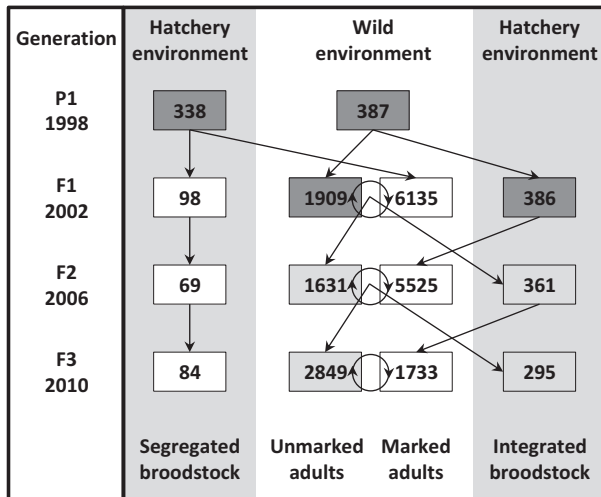 Generation
Hatchery environment
Wild environment
Hatchery environment
P1 1998
338
387
F1 2002
98
1909
6135
386
F2 2006
69
1631
5525
361
F3 2010
84
2849
1733
295
Segregated broodstock
Unmarked adults
Marked adults
Integrated broodstock